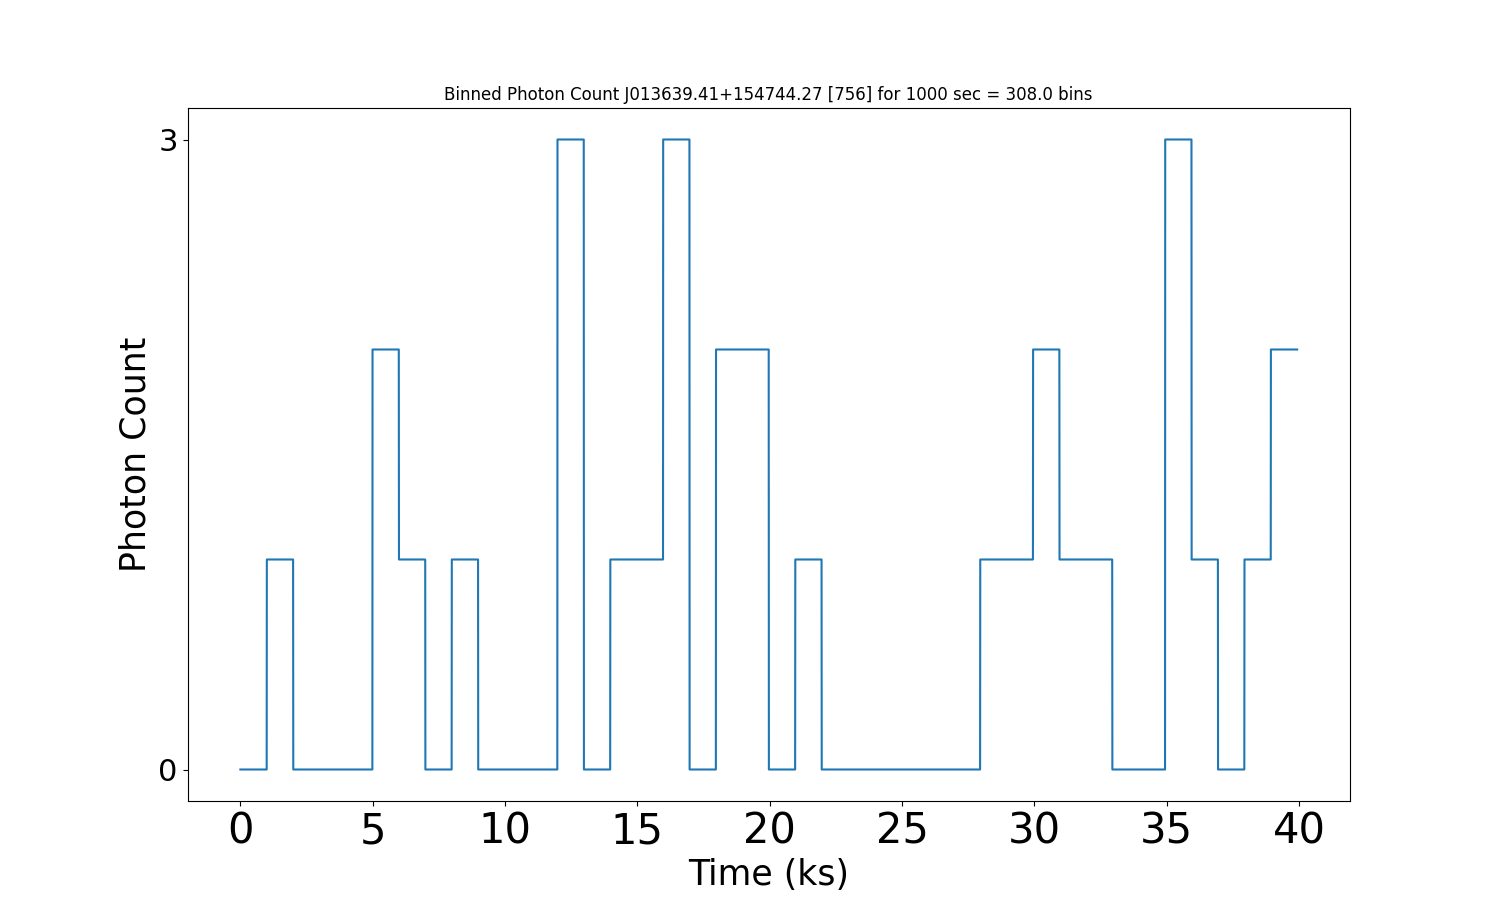 Binned Photon Count J013639.41+154744.27 [756] for 1000 sec = 308.0 bins
3
Photon Count
0
0 5 10 15 20 25 30 35 40
Time (ks)